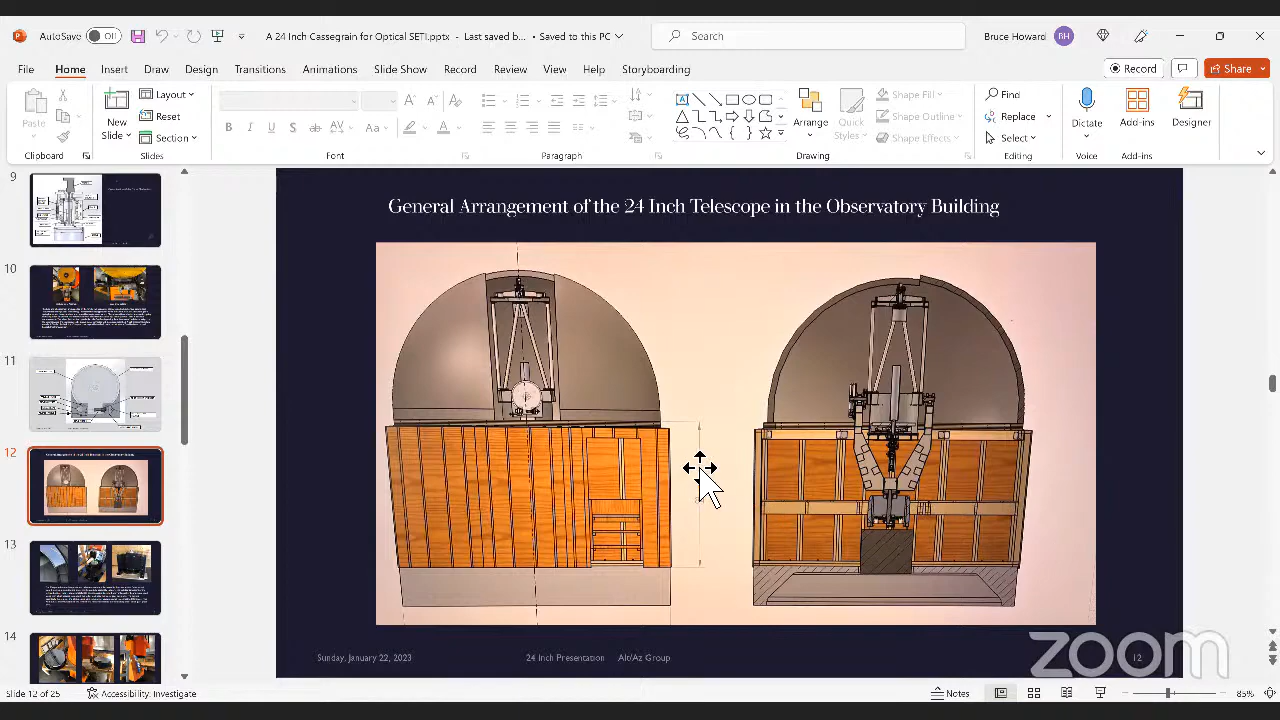 AutoSave Off A 24 Inch Cassegrain for Optical SETI.pptx - Last saved b... • Saved to this PC Search Bruce Howard BH
File Home Insert Draw Design Transitions Animations Slide Show Record Review View Help Storyboarding Record Share
Paste
New
Slide
Layout
Reset
Section
B I U S ab AV Aa A
Arrange
Quick
Styles
Shape Fill
Shape Outline
Shape Effects
Find
Replace
Select
Dictate
Add-ins
Designer
Clipboard Slides Font Paragraph Drawing Editing Voice Add-ins
9
10
11
12
13
14
General Arrangement of the 24 Inch Telescope in the Observatory Building
Sunday, January 22, 2023 24 Inch Presentation Alt/Az Group 12
zoom
Slide 12 of 25 Accessibility: Investigate Notes 85%